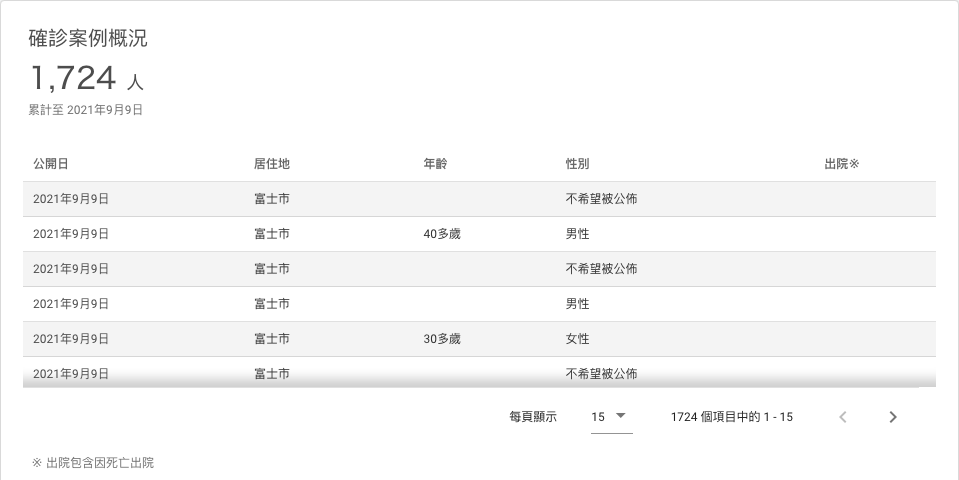 確診案例概況
1,724 人
累計至 2021年9月9日
公開日 居住地 年齡 性別 出院※
2021年9月9日 富士市 不希望被公佈
2021年9月9日 富士市 40多歲 男性
2021年9月9日 富士市 不希望被公佈
2021年9月9日 富士市 男性
2021年9月9日 富士市 30多歲 女性
2021年9月9日 富士市 不希望被公佈
每頁顯示 15 1724 個項目中的 1 - 15
※ 出院包含因死亡出院